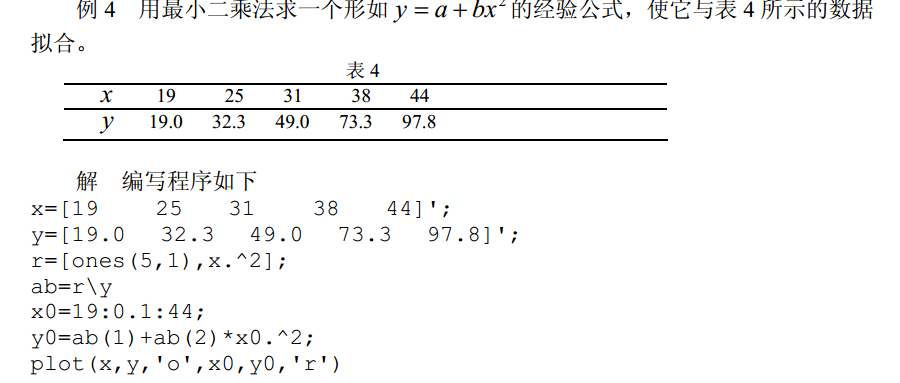 例 4 用最小二乘法求一个形如 y = a + bx² 的经验公式，使它与表 4 所示的数据
拟合。
表 4
x 19 25 31 38 44
y 19.0 32.3 49.0 73.3 97.8
解 编写程序如下
x=[19 25 31 38 44]';
y=[19.0 32.3 49.0 73.3 97.8]';
r=[ones(5,1),x.^2];
ab=r\y
x0=19:0.1:44;
y0=ab(1)+ab(2)*x0.^2;
plot(x,y,'o',x0,y0,'r')